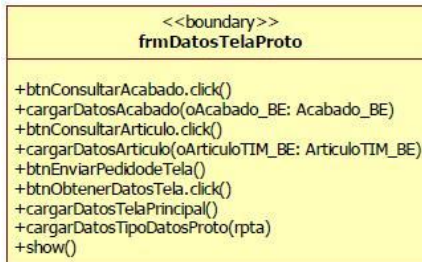 <<boundary>>
frmDatosTelaProto
+btnConsultarAcabado.click()
+cargarDatosAcabado(oAcabado_BE: Acabado_BE)
+btnConsultarArticulo.click()
+cargarDatosArticulo(oArticuloTIM_BE: ArticuloTIM_BE)
+btnEnviarPedidodeTela()
+btnObtenerDatosTela.click()
+cargarDatosTelaPrincipal()
+cargarDatosTipoDatosProto(rpta)
+show()